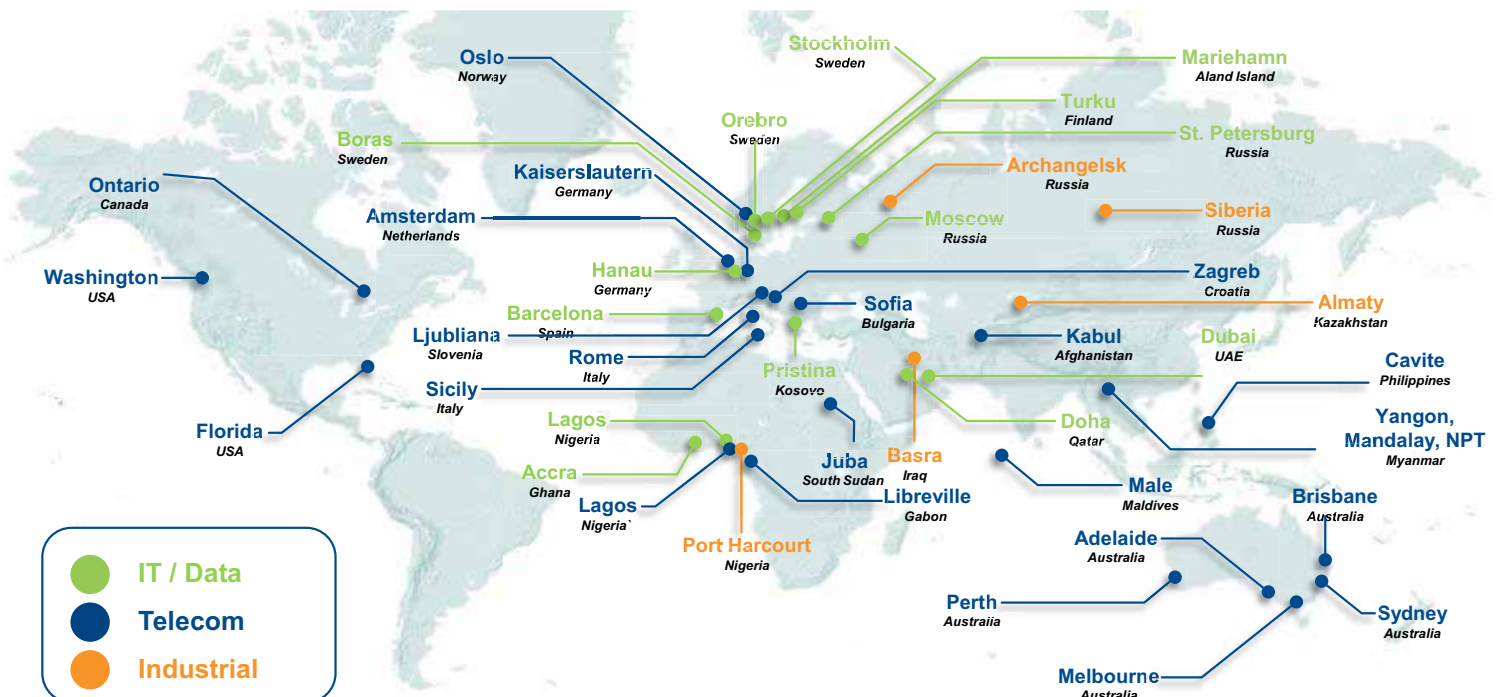 Stockholm
Sweden
Oslo
Norway
Mariehamn
Aland Island
Turku
Finland
Orebro
Sweden
Boras
Sweden
St. Petersburg
Russia
Kaiserslautern
Germany
Archangelsk
Russia
Ontario
Canada
Amsterdam
Netherlands
Moscow
Russia
Siberia
Russia
Washington
USA
Hanau
Germany
Zagreb
Croatia
Barcelona
Spain
Sofia
Bulgaria
Almaty
Kazakhstan
Ljubliana
Slovenia
Kabul
Afghanistan
Dubai
UAE
Rome
Italy
Pristina
Kosovo
Cavite
Philippines
Sicily
Italy
Florida
USA
Lagos
Nigeria
Doha
Qatar
Yangon,
Mandalay, NPT
Myanmar
Accra
Ghana
Juba
South Sudan
Basra
Iraq
Lagos
Nigeria`
Libreville
Gabon
Male
Maldives
Brisbane
Australia
Port Harcourt
Nigeria
Adelaide
Australia
IT / Data
Telecom
Industrial
Perth
Austraiia
Sydney
Australia
Melbourne
Australia